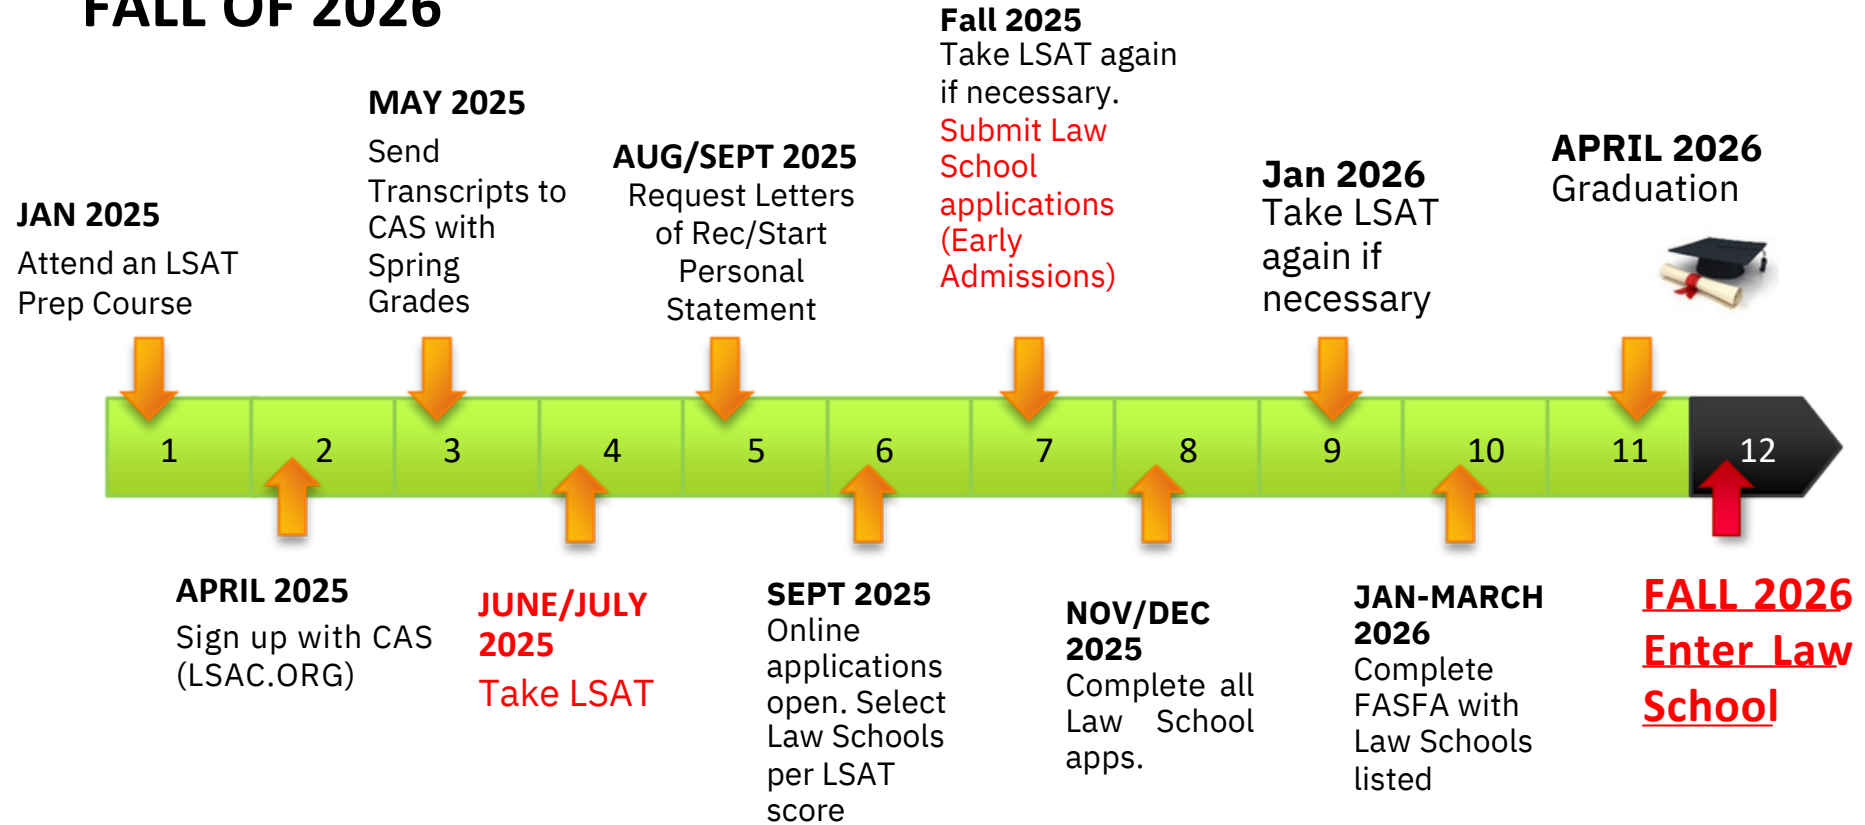 FALL OF 2026
JAN 2025
Attend an LSAT
Prep Course
MAY 2025
Send
Transcripts to
CAS with
Spring
Grades
AUG/SEPT 2025
Request Letters
of Rec/Start
Personal
Statement
Fall 2025
Take LSAT again
if necessary.
Submit Law
School
applications
(Early
Admissions)
Jan 2026
Take LSAT
again if
necessary
APRIL 2026
Graduation
1
2
3
4
5
6
7
8
9
10
11
12
APRIL 2025
Sign up with CAS
(LSAC.ORG)
JUNE/JULY
2025
Take LSAT
SEPT 2025
Online
applications
open. Select
Law Schools
per LSAT
score
NOV/DEC
2025
Complete all
Law School
apps.
JAN-MARCH
2026
Complete
FASFA with
Law Schools
listed
FALL 2026
Enter Law
School